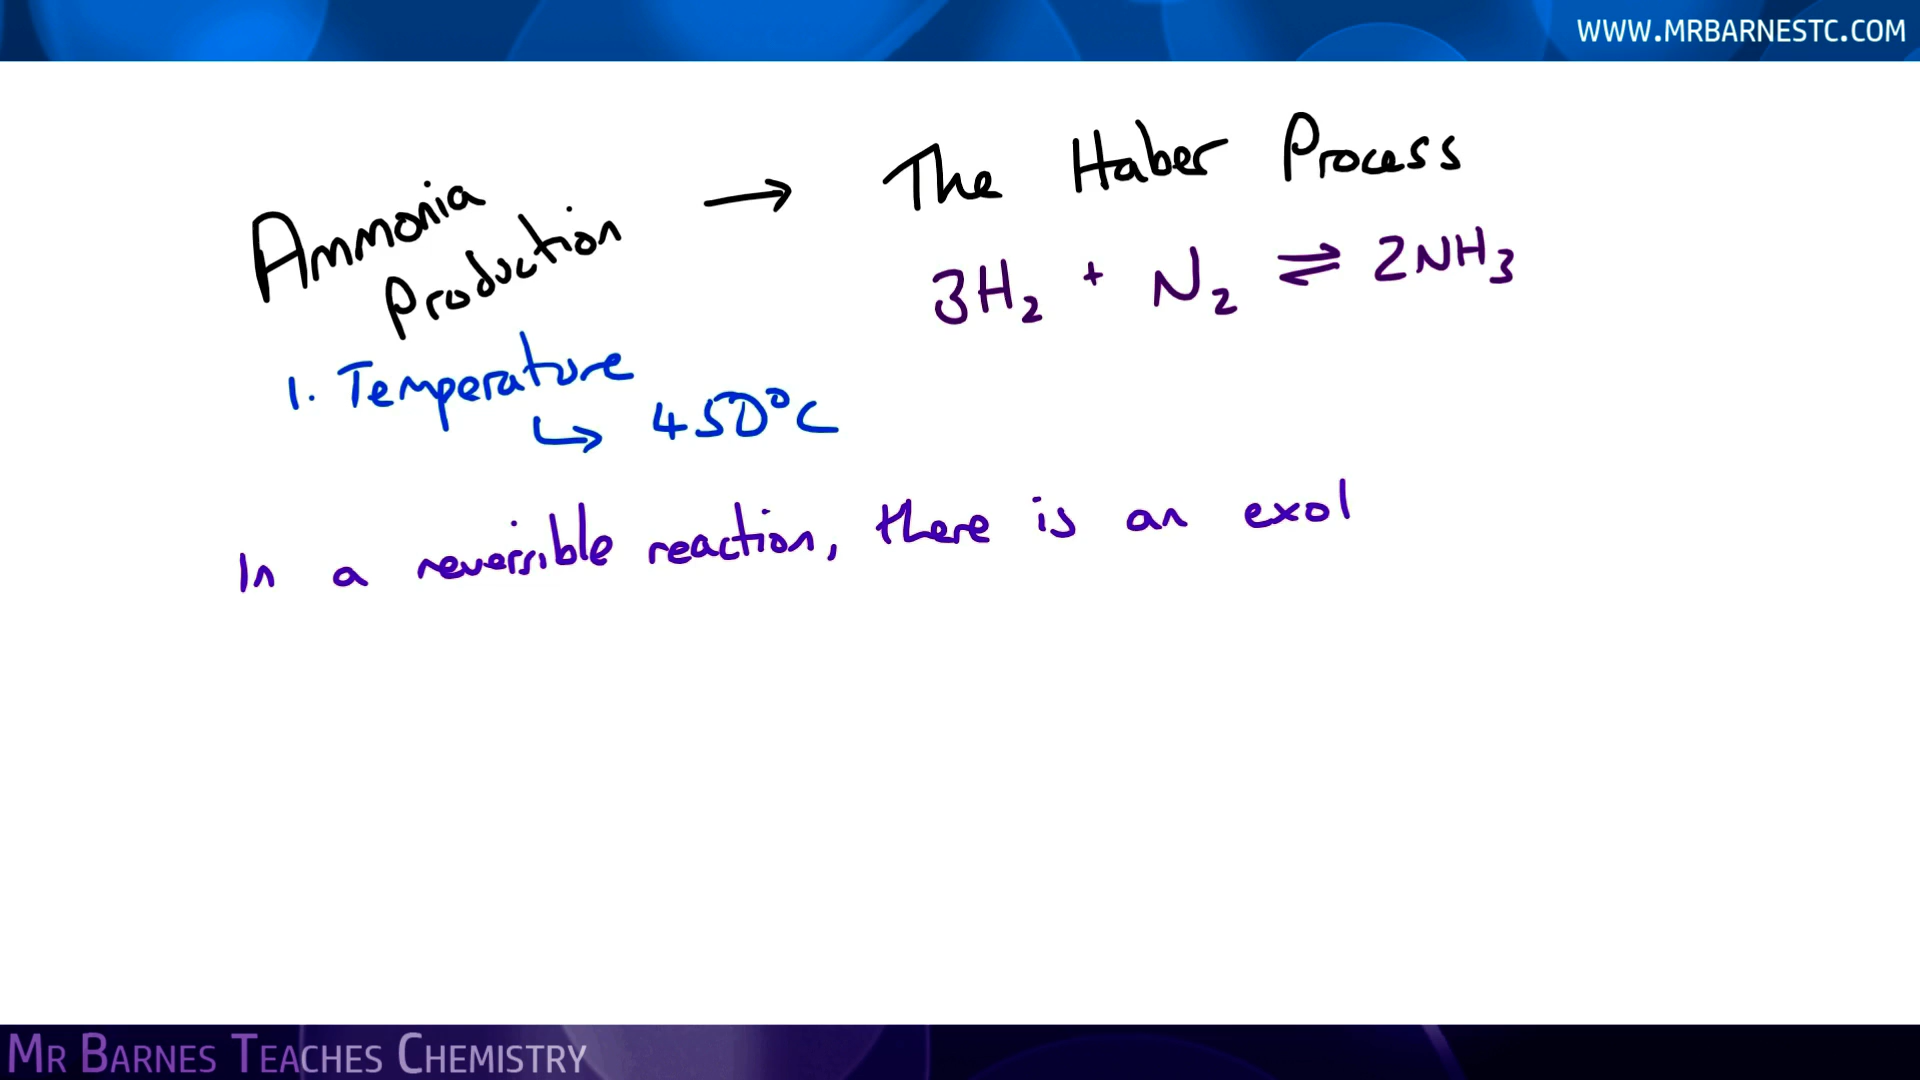 WWW.MRBARNESTC.COM
Ammonia Production → The Haber Process
3H₂ + N₂ ⇌ 2NH₃
1. Temperature
↳ 450°C
In a reversible reaction, there is an exol
MR BARNES TEACHES CHEMISTRY